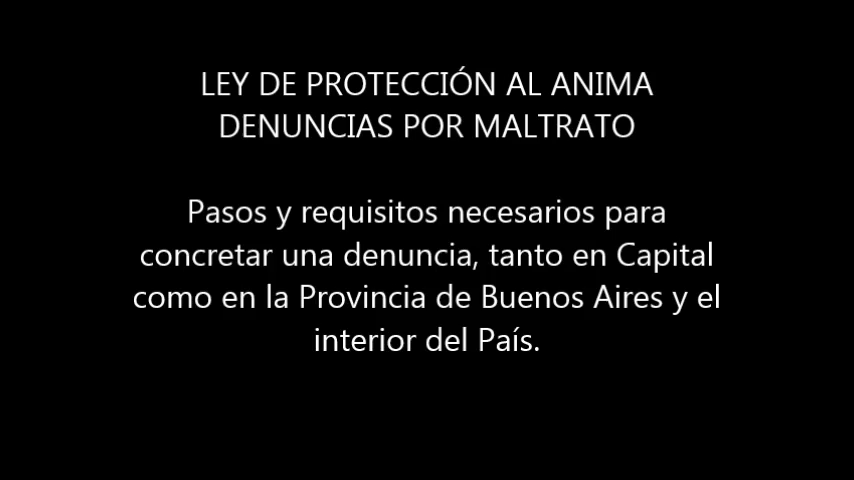 LEY DE PROTECCIÓN AL ANIMA
DENUNCIAS POR MALTRATO
Pasos y requisitos necesarios para
concretar una denuncia, tanto en Capital
como en la Provincia de Buenos Aires y el
interior del País.